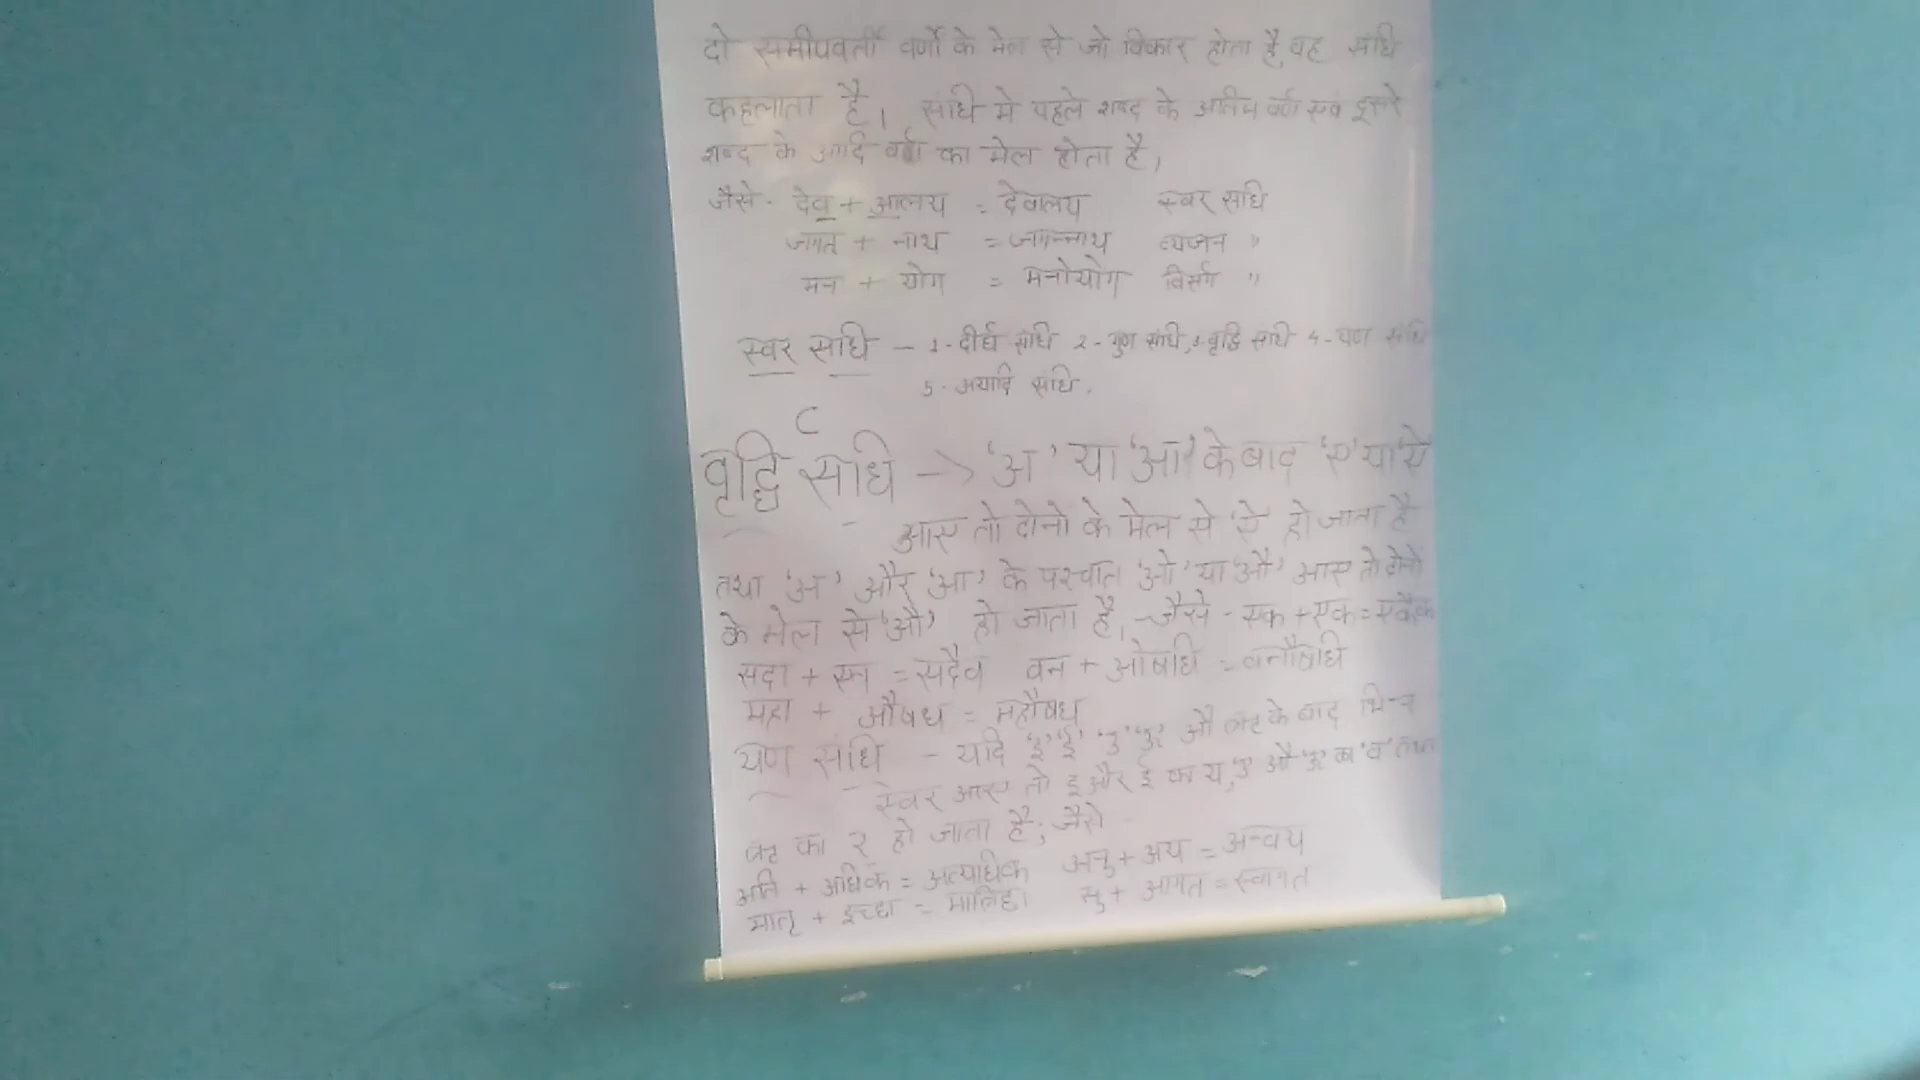 दो समीपवर्ती वर्णो के मेल से जो विकार होता है वह संधि
कहलाता है। संधि मे पहले शब्द के अंतिम वर्ण एवं दूसरे
शब्द के आदि वर्ण का मेल होता है।
जैसे - देव + आलय = देवालय स्वर संधि
जगत + नाथ = जगन्नाथ व्यंजन "
मन + योग = मनोयोग विसर्ग "
स्वर संधि - 1 - दीर्घ संधि 2 - गुण संधि, 3 - वृद्धि संधि 4 - यण संधि
5 - अयादि संधि.
C
वृद्धि संधि -> 'अ' या 'आ' के बाद 'ए' या 'ऐ
आए तो दोनो के मेल से 'ऐ' हो जाता है
तथा 'अ' और 'आ' के पश्चात 'ओ' या 'औ' आए तो दोनो
के मेल से 'औ' हो जाता है, - जैसे - एक + एक = एकैक
सदा + एव = सदैव वन + ओषधि = वनौषधि
महा + औषध = महौषध
यण संधि - यदि 'इ' 'ई' 'उ' 'ऊ' औ ऋ के बाद भिन्न
स्वर आए तो इ और ई का य, 'उ' औ 'ऊ' का 'व' तथा
ऋ का र् हो जाता है; जैसे -
अति + अधिक = अत्याधिक अनु + अय = अन्वय
मातृ + इच्छा = सु + आगत = स्वागत